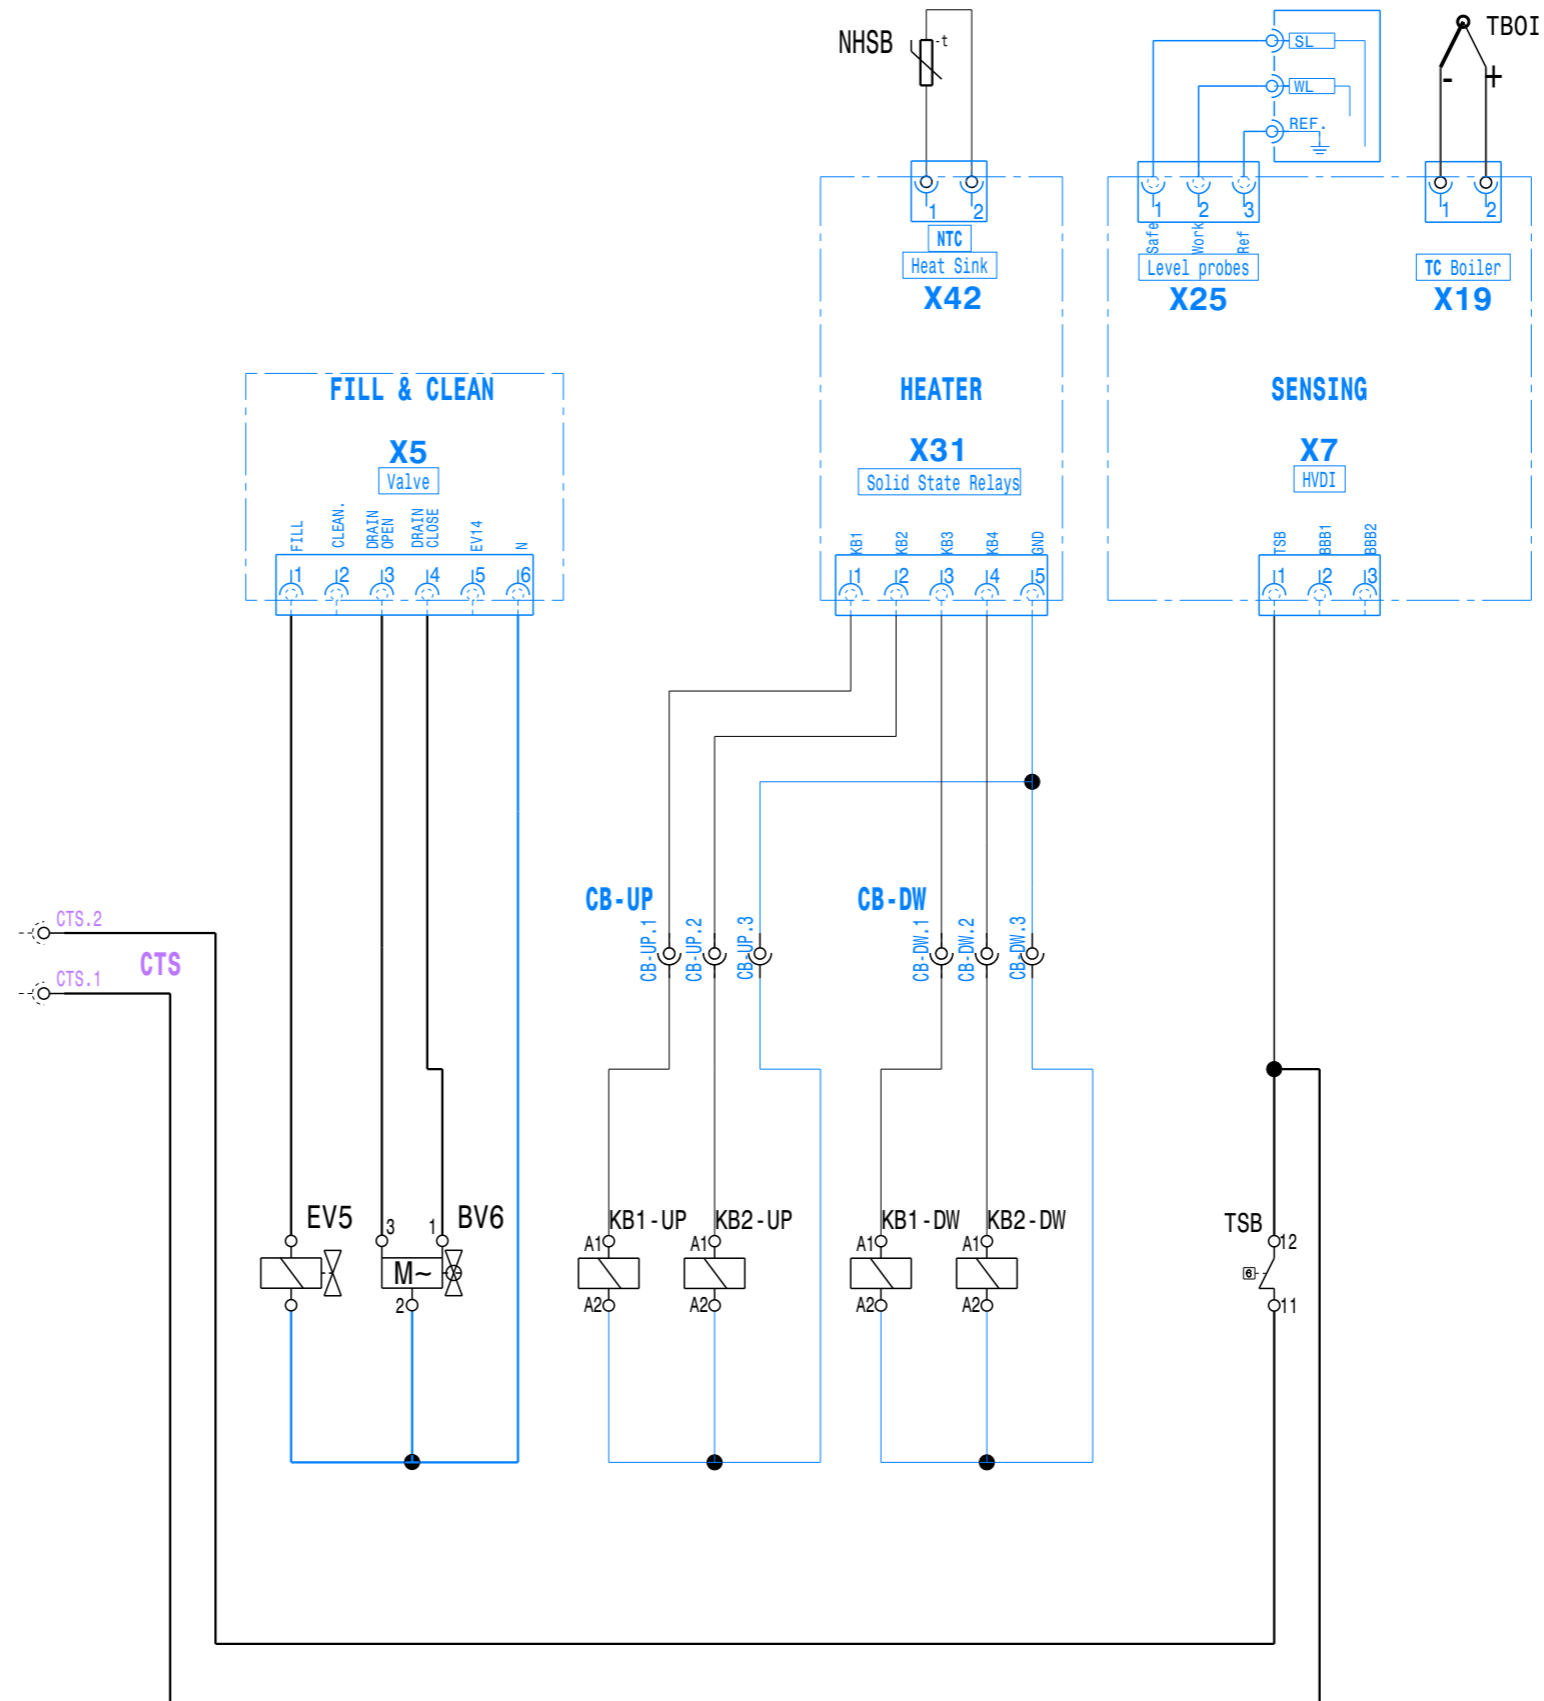 NHSB
-t
TBOI
- +
SL
WL
REF.
1 2
1 2 3
1 2
NTC
Heat Sink
X42
Safe
Work
Ref
Level probes
X25
TC Boiler
X19
FILL & CLEAN
HEATER
SENSING
X5
Valve
X31
Solid State Relays
X7
HVDI
FILL
CLEAN.
DRAIN
OPEN
DRAIN
CLOSE
EV14
N
KB1
KB2
KB3
KB4
GND
TSB
BBB1
BBB2
1 2 3 4 5 6
1 2 3 4 5
1 2 3
CB-UP
CB-DW
CB-UP.1
CB-UP.2
CB-UP.3
CB-DW.1
CB-DW.2
CB-DW.3
CTS.2
CTS
CTS.1
EV5
3 1
BV6
M~
2
KB1-UP
A1
A2
KB2-UP
A1
A2
KB1-DW
A1
A2
KB2-DW
A1
A2
TSB
12
6
11